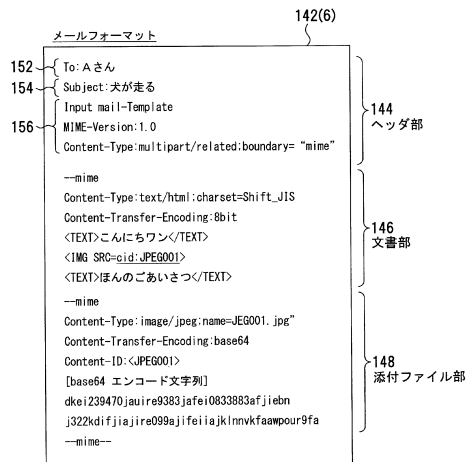 142(6)
メールフォーマット
152 To:Aさん
154 Subject:犬が走る
156 Input mail-Template
MIME-Version:1.0
Content-Type:multipart/related;boundary= “mime”
144
ヘッダ部
--mime
Content-Type:text/html;charset=Shift_JIS
Content-Transfer-Encoding:8bit
<TEXT>こんにちワン</TEXT>
<IMG SRC=cid:JPEG001>
<TEXT>ほんのごあいさつ</TEXT>
146
文書部
--mime
Content-Type:image/jpeg;name=JEG001.jpg”
Content-Transfer-Encoding:base64
Content-ID:<JPEG001>
[base64 エンコード文字列]
dkei239470jauire9383jafei0833883afjiebn
j322kdifjiajire099ajifeiiajklnnvkfaawpour9fa
--mime--
148
添付ファイル部